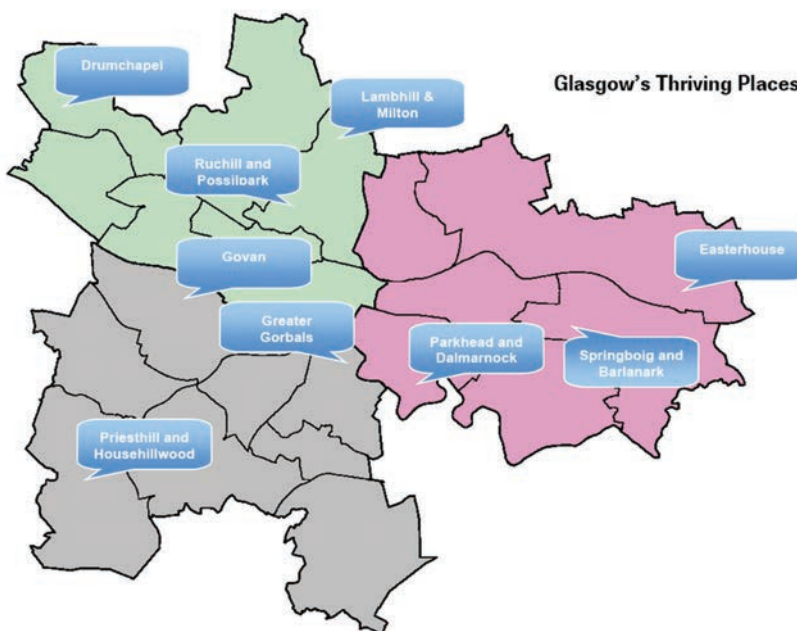 Drumchapel
Glasgow's Thriving Places
Lambhill &
Milton
Ruchill and
Possilpark
Govan
Easterhouse
Greater
Gorbals
Parkhead and
Dalmarnock
Springboig and
Barlanark
Priesthill and
Househillwood